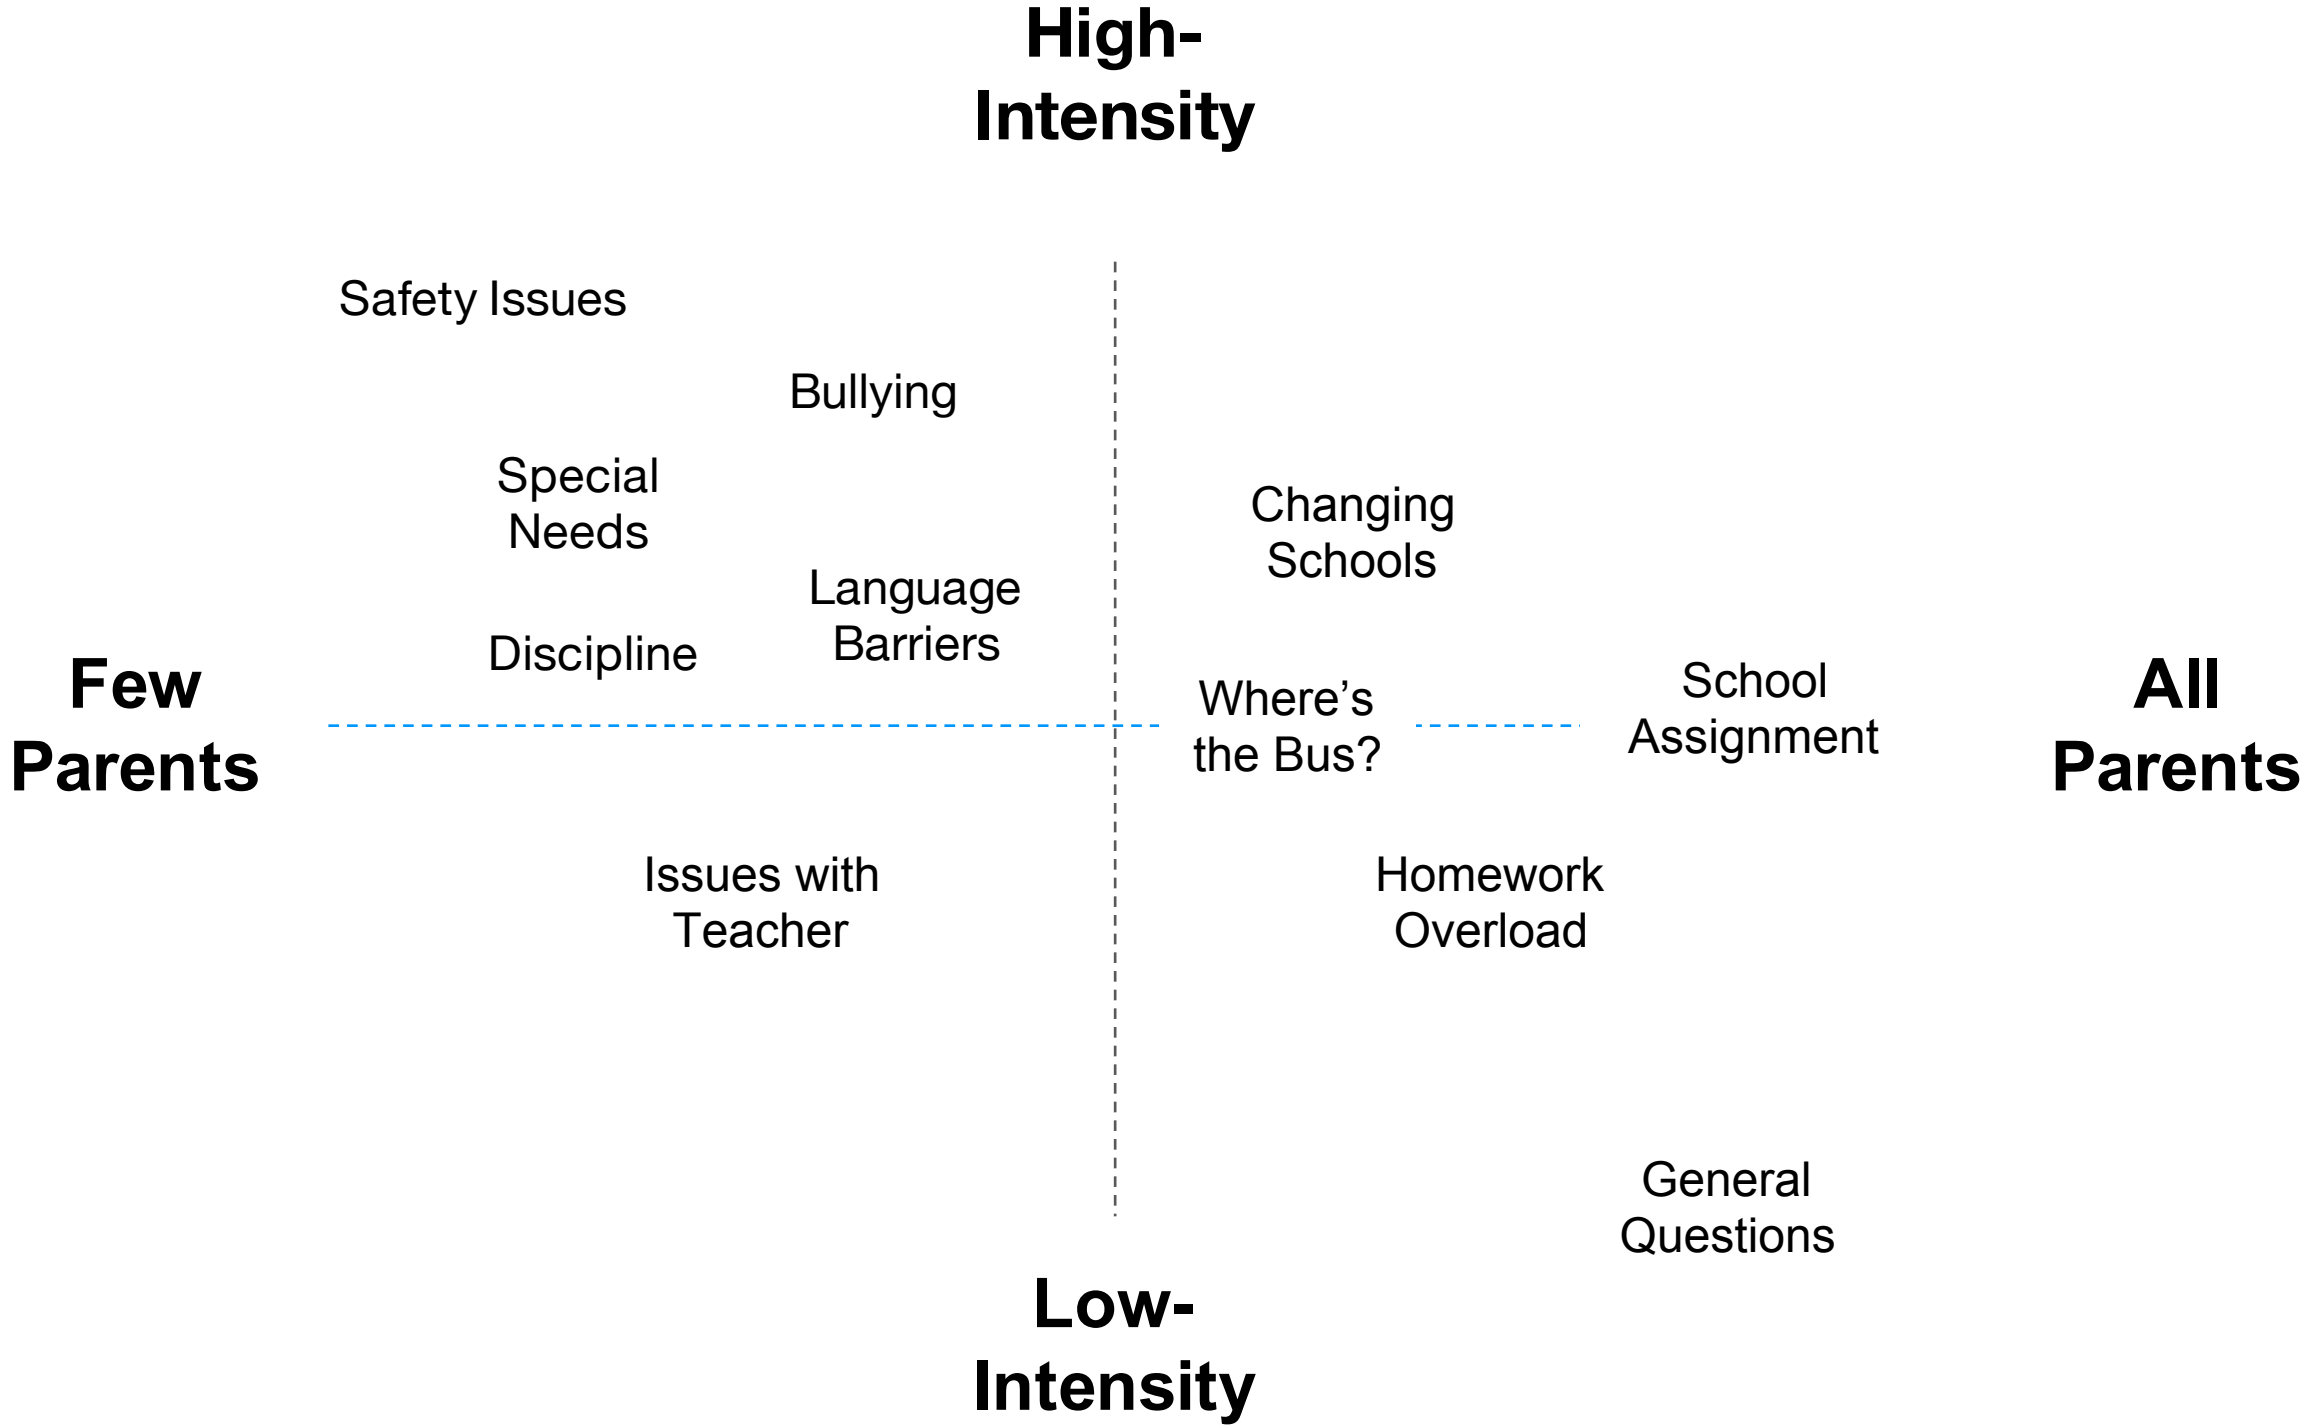 High-
Intensity
Safety Issues
Bullying
Special
Needs
Changing
Schools
Language
Barriers
Discipline
Few
Parents
Where’s
the Bus?
School
Assignment
All
Parents
Issues with
Teacher
Homework
Overload
General
Questions
Low-
Intensity